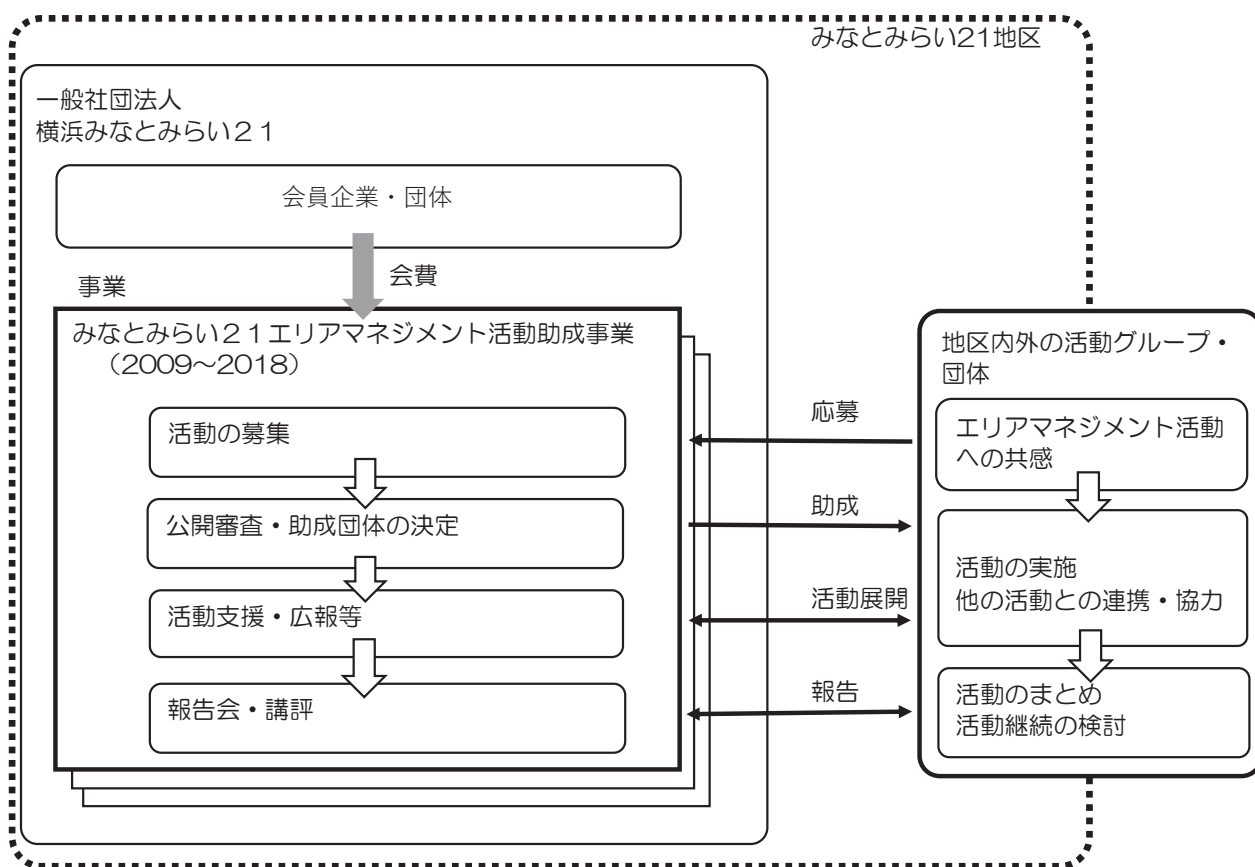 みなとみらい21地区
一般社団法人
横浜みなとみらい２１
会員企業・団体
会費
事業
みなとみらい２１エリアマネジメント活動助成事業
（2009～2018）
活動の募集
公開審査・助成団体の決定
活動支援・広報等
報告会・講評
応募
助成
活動展開
報告
地区内外の活動グループ・
団体
エリアマネジメント活動
への共感
活動の実施
他の活動との連携・協力
活動のまとめ
活動継続の検討